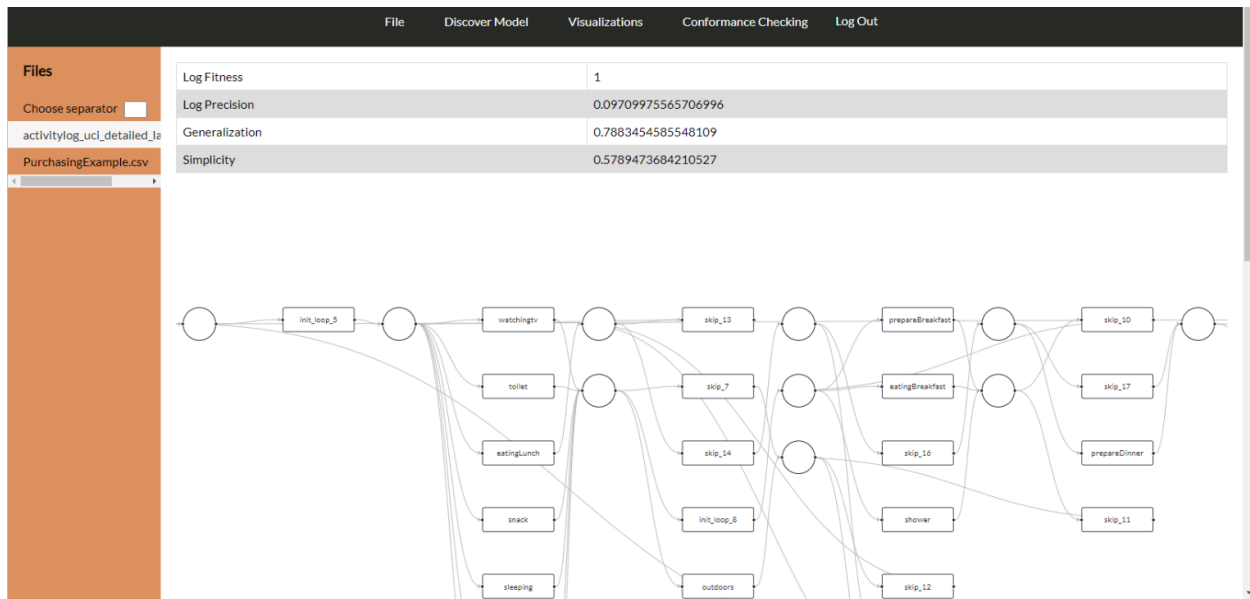 File Discover Model Visualizations Conformance Checking Log Out
Files
Choose separator
activitylog_uci_detailed_la
PurchasingExample.csv
Log Fitness 1
Log Precision 0.09709975565706996
Generalization 0.7883454585548109
Simplicity 0.5789473684210527
init_loop_5 watchingtv skip_13 prepareBreakfast skip_10
toilet skip_7 eatingBreakfast skip_17
eatingLunch skip_14 skip_16 prepareDinner
snack init_loop_8 shower skip_11
sleeping outdoors skip_12